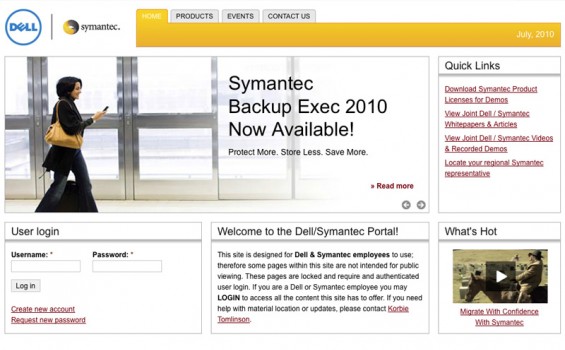 DELL
symantec.
HOME
PRODUCTS
EVENTS
CONTACT US
July, 2010
Symantec
Backup Exec 2010
Now Available!
Protect More. Store Less. Save More.
» Read more
Quick Links
Download Symantec Product
Licenses for Demos
View Joint Dell / Symantec
Whitepapers & Articles
View Joint Dell / Symantec Videos
& Recorded Demos
Locate your regional Symantec
representative
User login
Username: *
Password: *
Log in
Create new account
Request new password
Welcome to the Dell/Symantec Portal!
This site is designed for Dell & Symantec employees to use;
therefore some pages within this site are not intended for public
viewing. These pages are locked and require and authenticated
user login. If you are a Dell or Symantec employee you may
LOGIN to access all the content this site has to offer. If you need
help with material location or updates, please contact Korbie
Tomlinson.
What's Hot
Migrate With Confidence
With Symantec